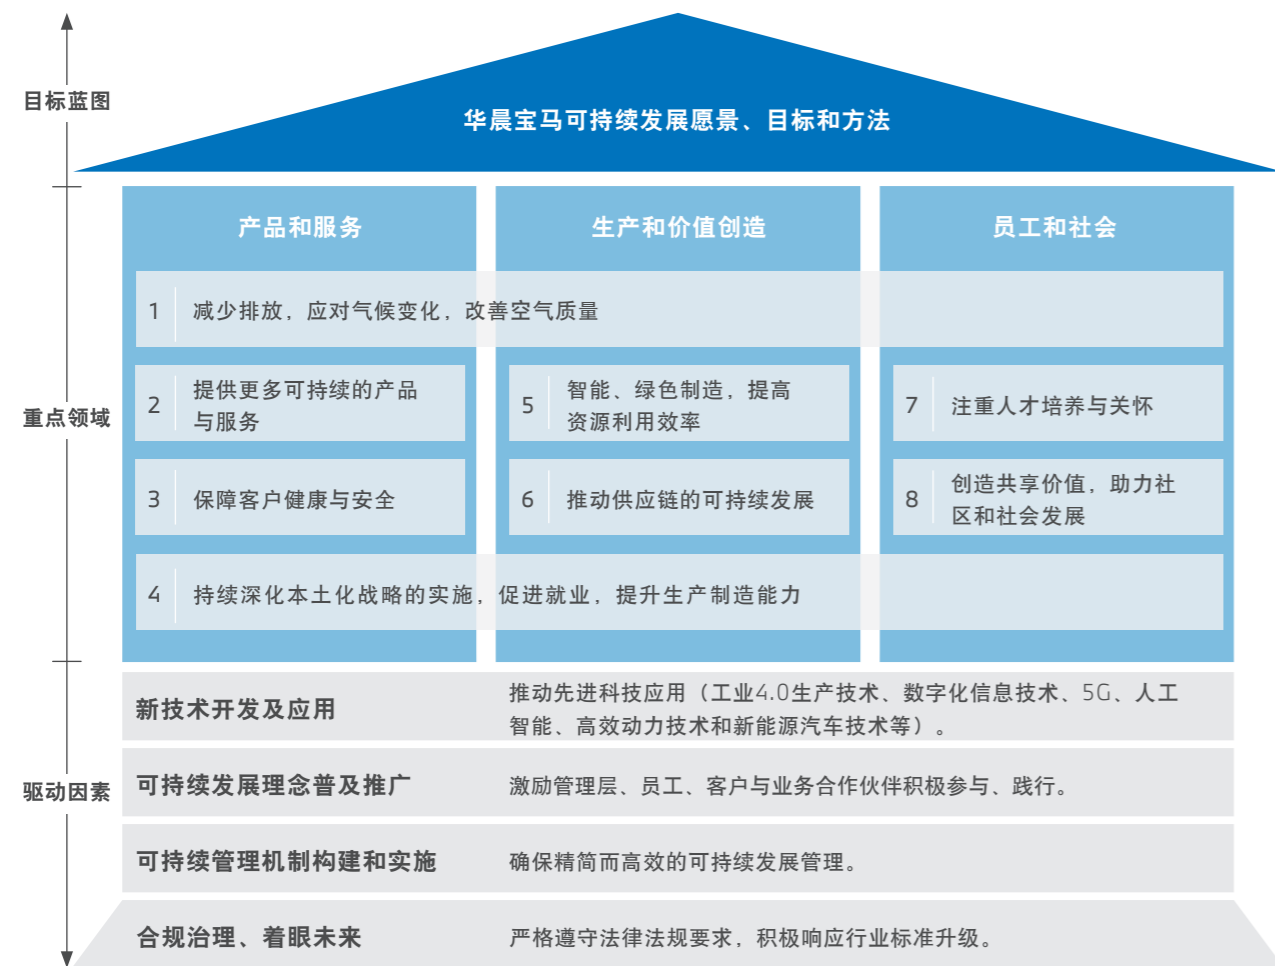 目标蓝图
华晨宝马可持续发展愿景、目标和方法
重点领域
产品和服务
生产和价值创造
员工和社会
1 减少排放，应对气候变化，改善空气质量
2 提供更多可持续的产品
与服务
5 智能、绿色制造，提高
资源利用效率
7 注重人才培养与关怀
3 保障客户健康与安全
6 推动供应链的可持续发展
8 创造共享价值，助力社
区和社会发展
4 持续深化本土化战略的实施，促进就业，提升生产制造能力
驱动因素
新技术开发及应用
推动先进科技应用（工业4.0生产技术、数字化信息技术、5G、人工
智能、高效动力技术和新能源汽车技术等）。
可持续发展理念普及推广
激励管理层、员工、客户与业务合作伙伴积极参与、践行。
可持续管理机制构建和实施
确保精简而高效的可持续发展管理。
合规治理、着眼未来
严格遵守法律法规要求，积极响应行业标准升级。